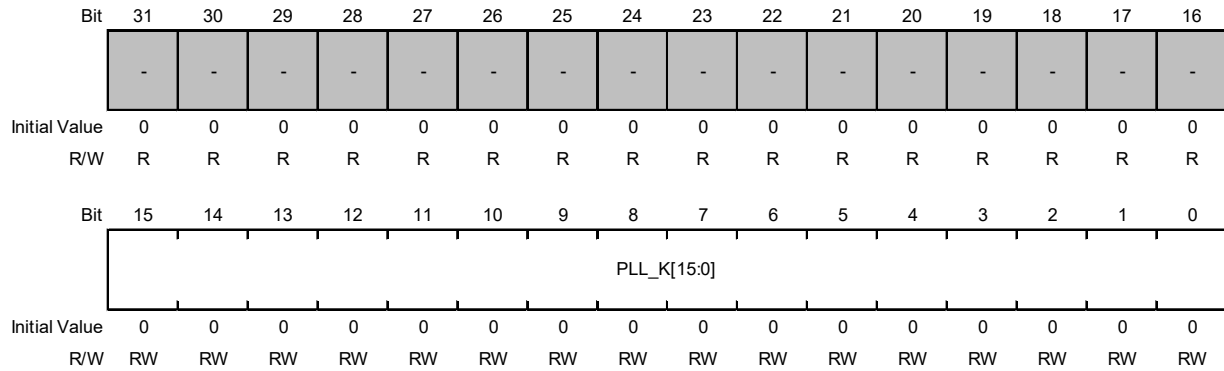 Bit 31 30 29 28 27 26 25 24 23 22 21 20 19 18 17 16
- - - - - - - - - - - - - - - -
Initial Value 0 0 0 0 0 0 0 0 0 0 0 0 0 0 0 0
R/W R R R R R R R R R R R R R R R R
Bit 15 14 13 12 11 10 9 8 7 6 5 4 3 2 1 0
PLL_K[15:0]
Initial Value 0 0 0 0 0 0 0 0 0 0 0 0 0 0 0 0
R/W RW RW RW RW RW RW RW RW RW RW RW RW RW RW RW RW